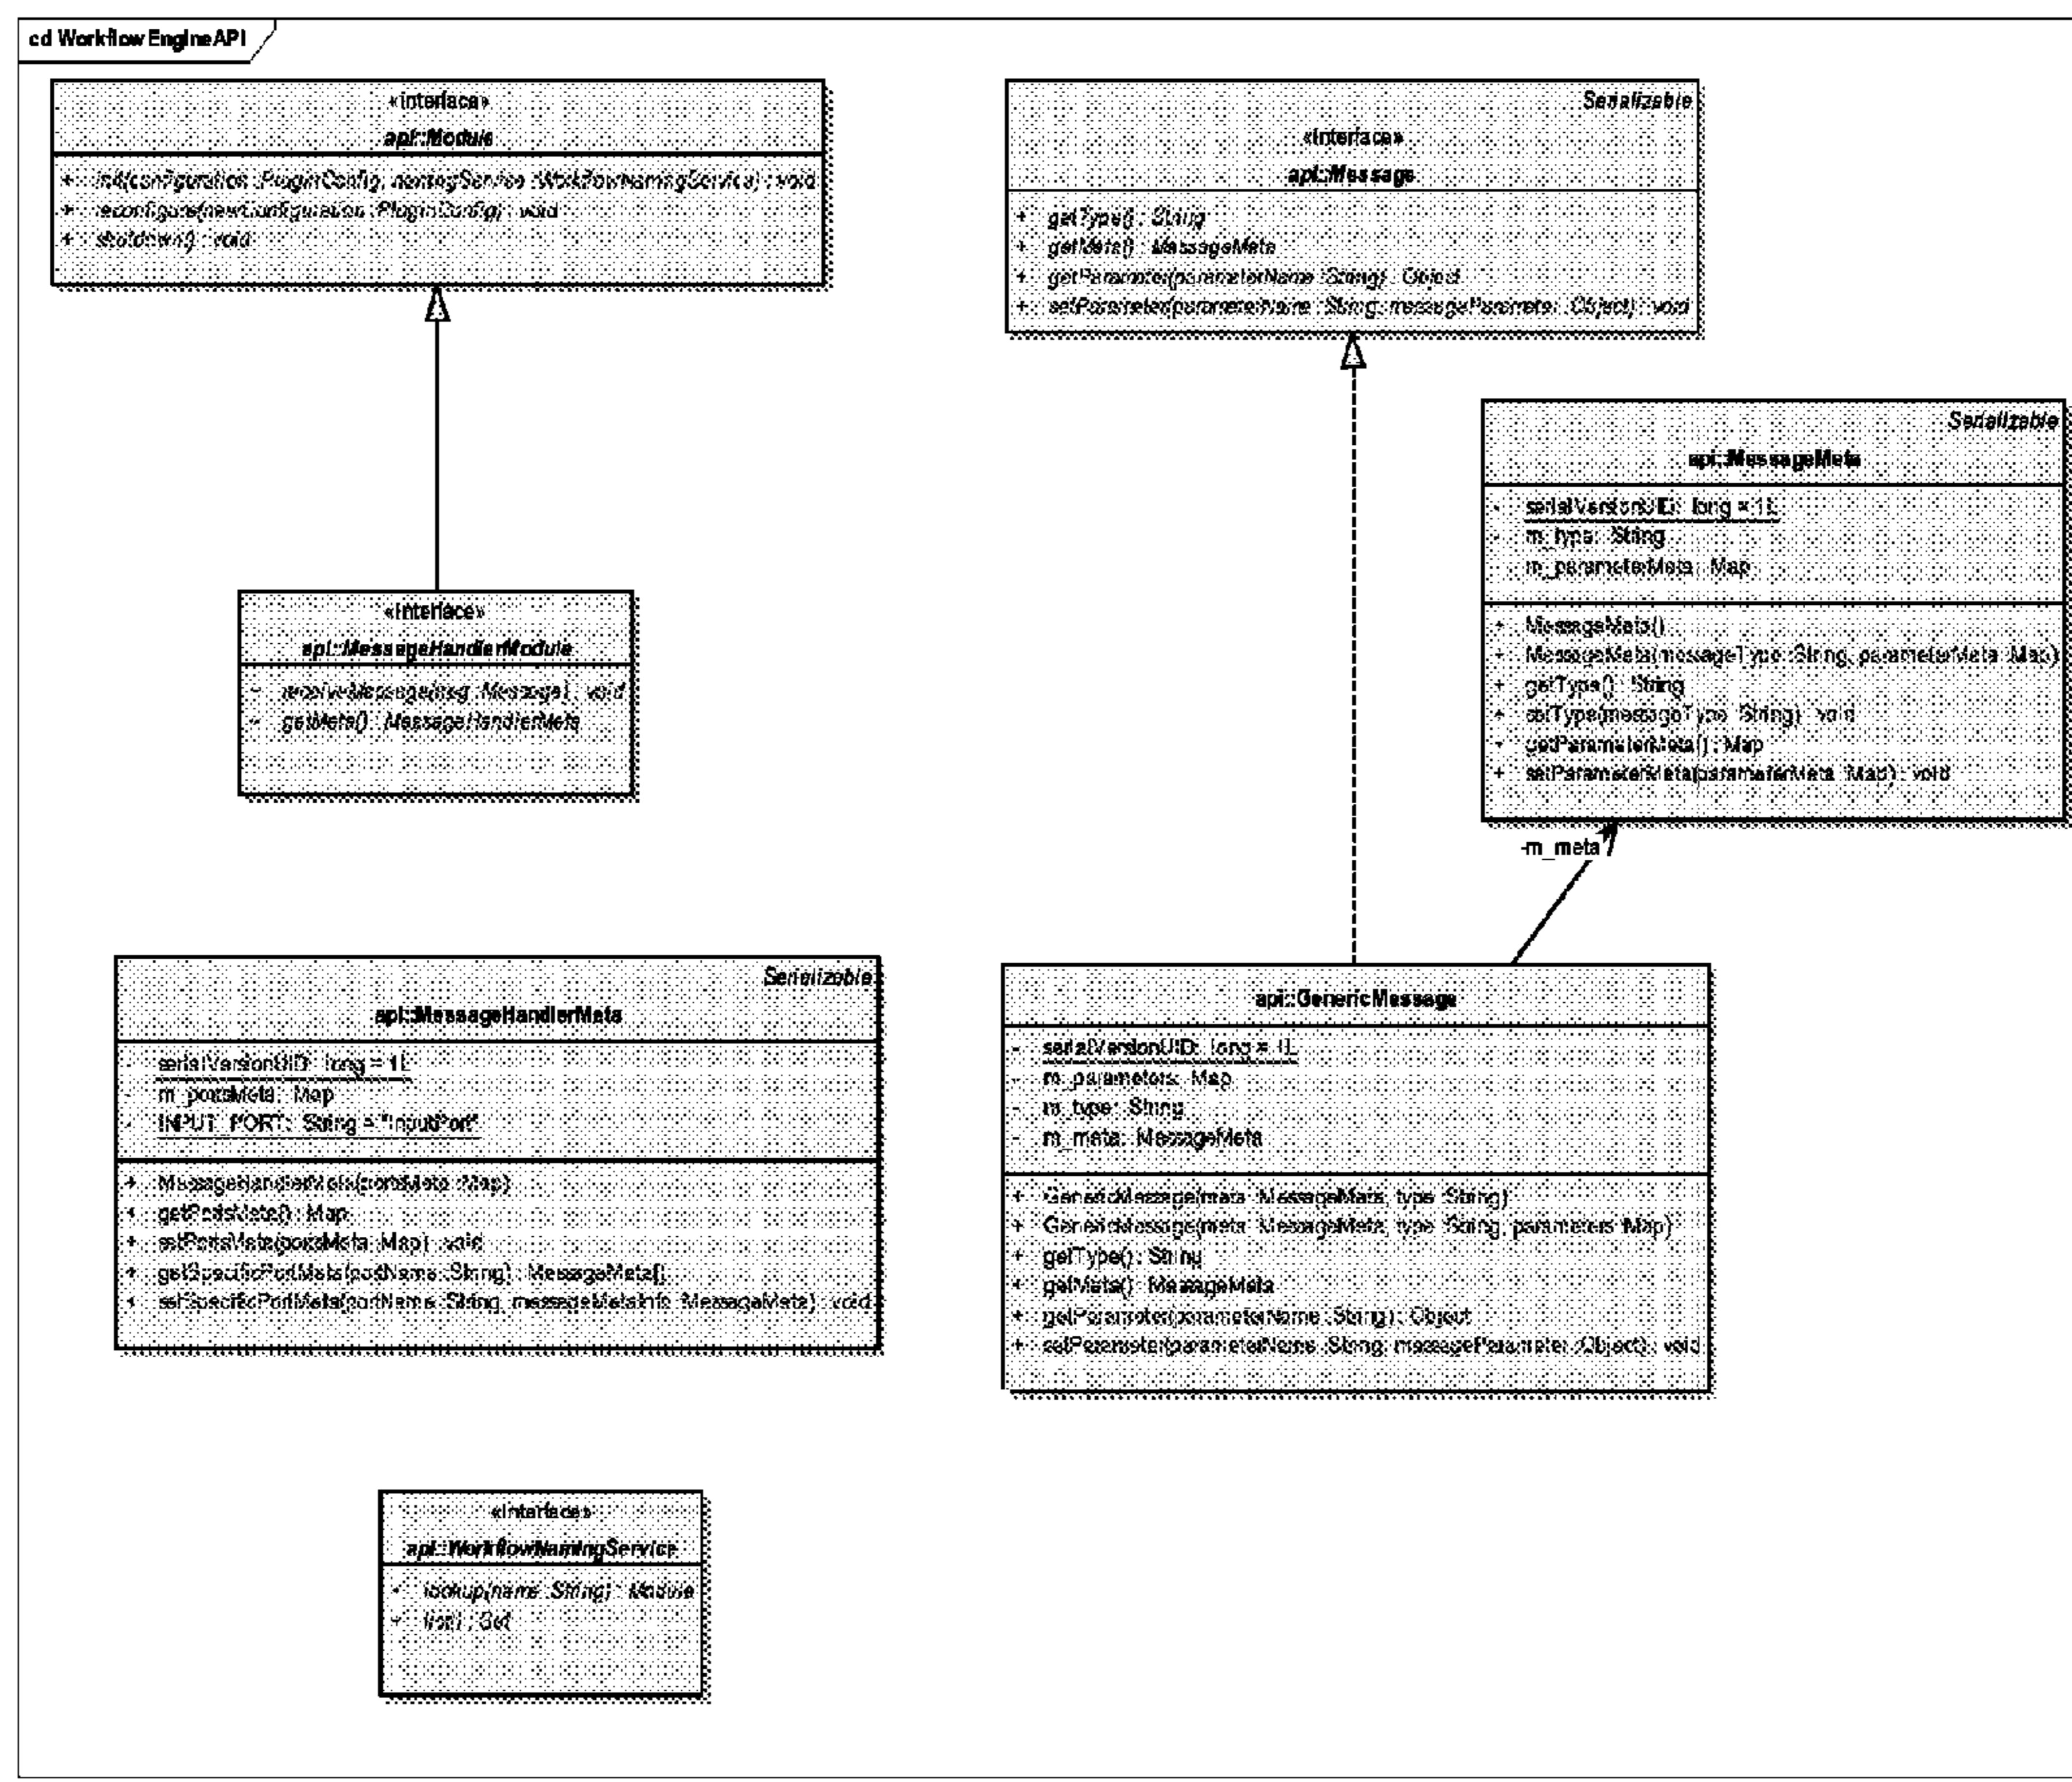 cd Workflow Engine API
«interface»
api::Module
+ init(configuration :PluginConfig, namingService :WorkflowNamingService) : void
+ reconfigure(newConfiguration :PluginConfig) : void
+ shutdown() : void
Serializable
«interface»
api::Message
+ getType() : String
+ getMeta() : MessageMeta
+ getParameter(parameterName :String) : Object
+ setParameter(parameterName :String, messageParameter :Object) : void
Serializable
api::MessageMeta
- serialVersionUID: long = 1L
- m_type: String
- m_parameterMeta: Map
+ MessageMeta()
+ MessageMeta(messageType :String, parameterMeta :Map)
+ getType() : String
+ setType(messageType :String) : void
+ getParameterMeta() : Map
+ setParameterMeta(parameterMeta :Map) : void
«interface»
api::MessageHandlerModule
+ receiveMessage(msg :Message) : void
+ getMeta() : MessageHandlerMeta
-m_meta
Serializable
api::MessageHandlerMeta
- serialVersionUID: long = 1L
- m_portsMeta: Map
- INPUT_PORT: String = "InputPort"
+ MessageHandlerMeta(portsMeta :Map)
+ getPortsMeta() : Map
+ setPortsMeta(portsMeta :Map) : void
+ getSpecificPortMeta(portName :String) : MessageMeta[]
+ setSpecificPortMeta(portName :String, messageMetaInfo :MessageMeta) : void
api::GenericMessage
- serialVersionUID: long = 1L
- m_parameters: Map
- m_type: String
- m_meta: MessageMeta
+ GenericMessage(meta :MessageMeta, type :String)
+ GenericMessage(meta :MessageMeta, type :String, parameters :Map)
+ getType() : String
+ getMeta() : MessageMeta
+ getParameter(parameterName :String) : Object
+ setParameter(parameterName :String, messageParameter :Object) : void
«interface»
api::WorkflowNamingService
+ lookup(name :String) : Module
+ list() : Set